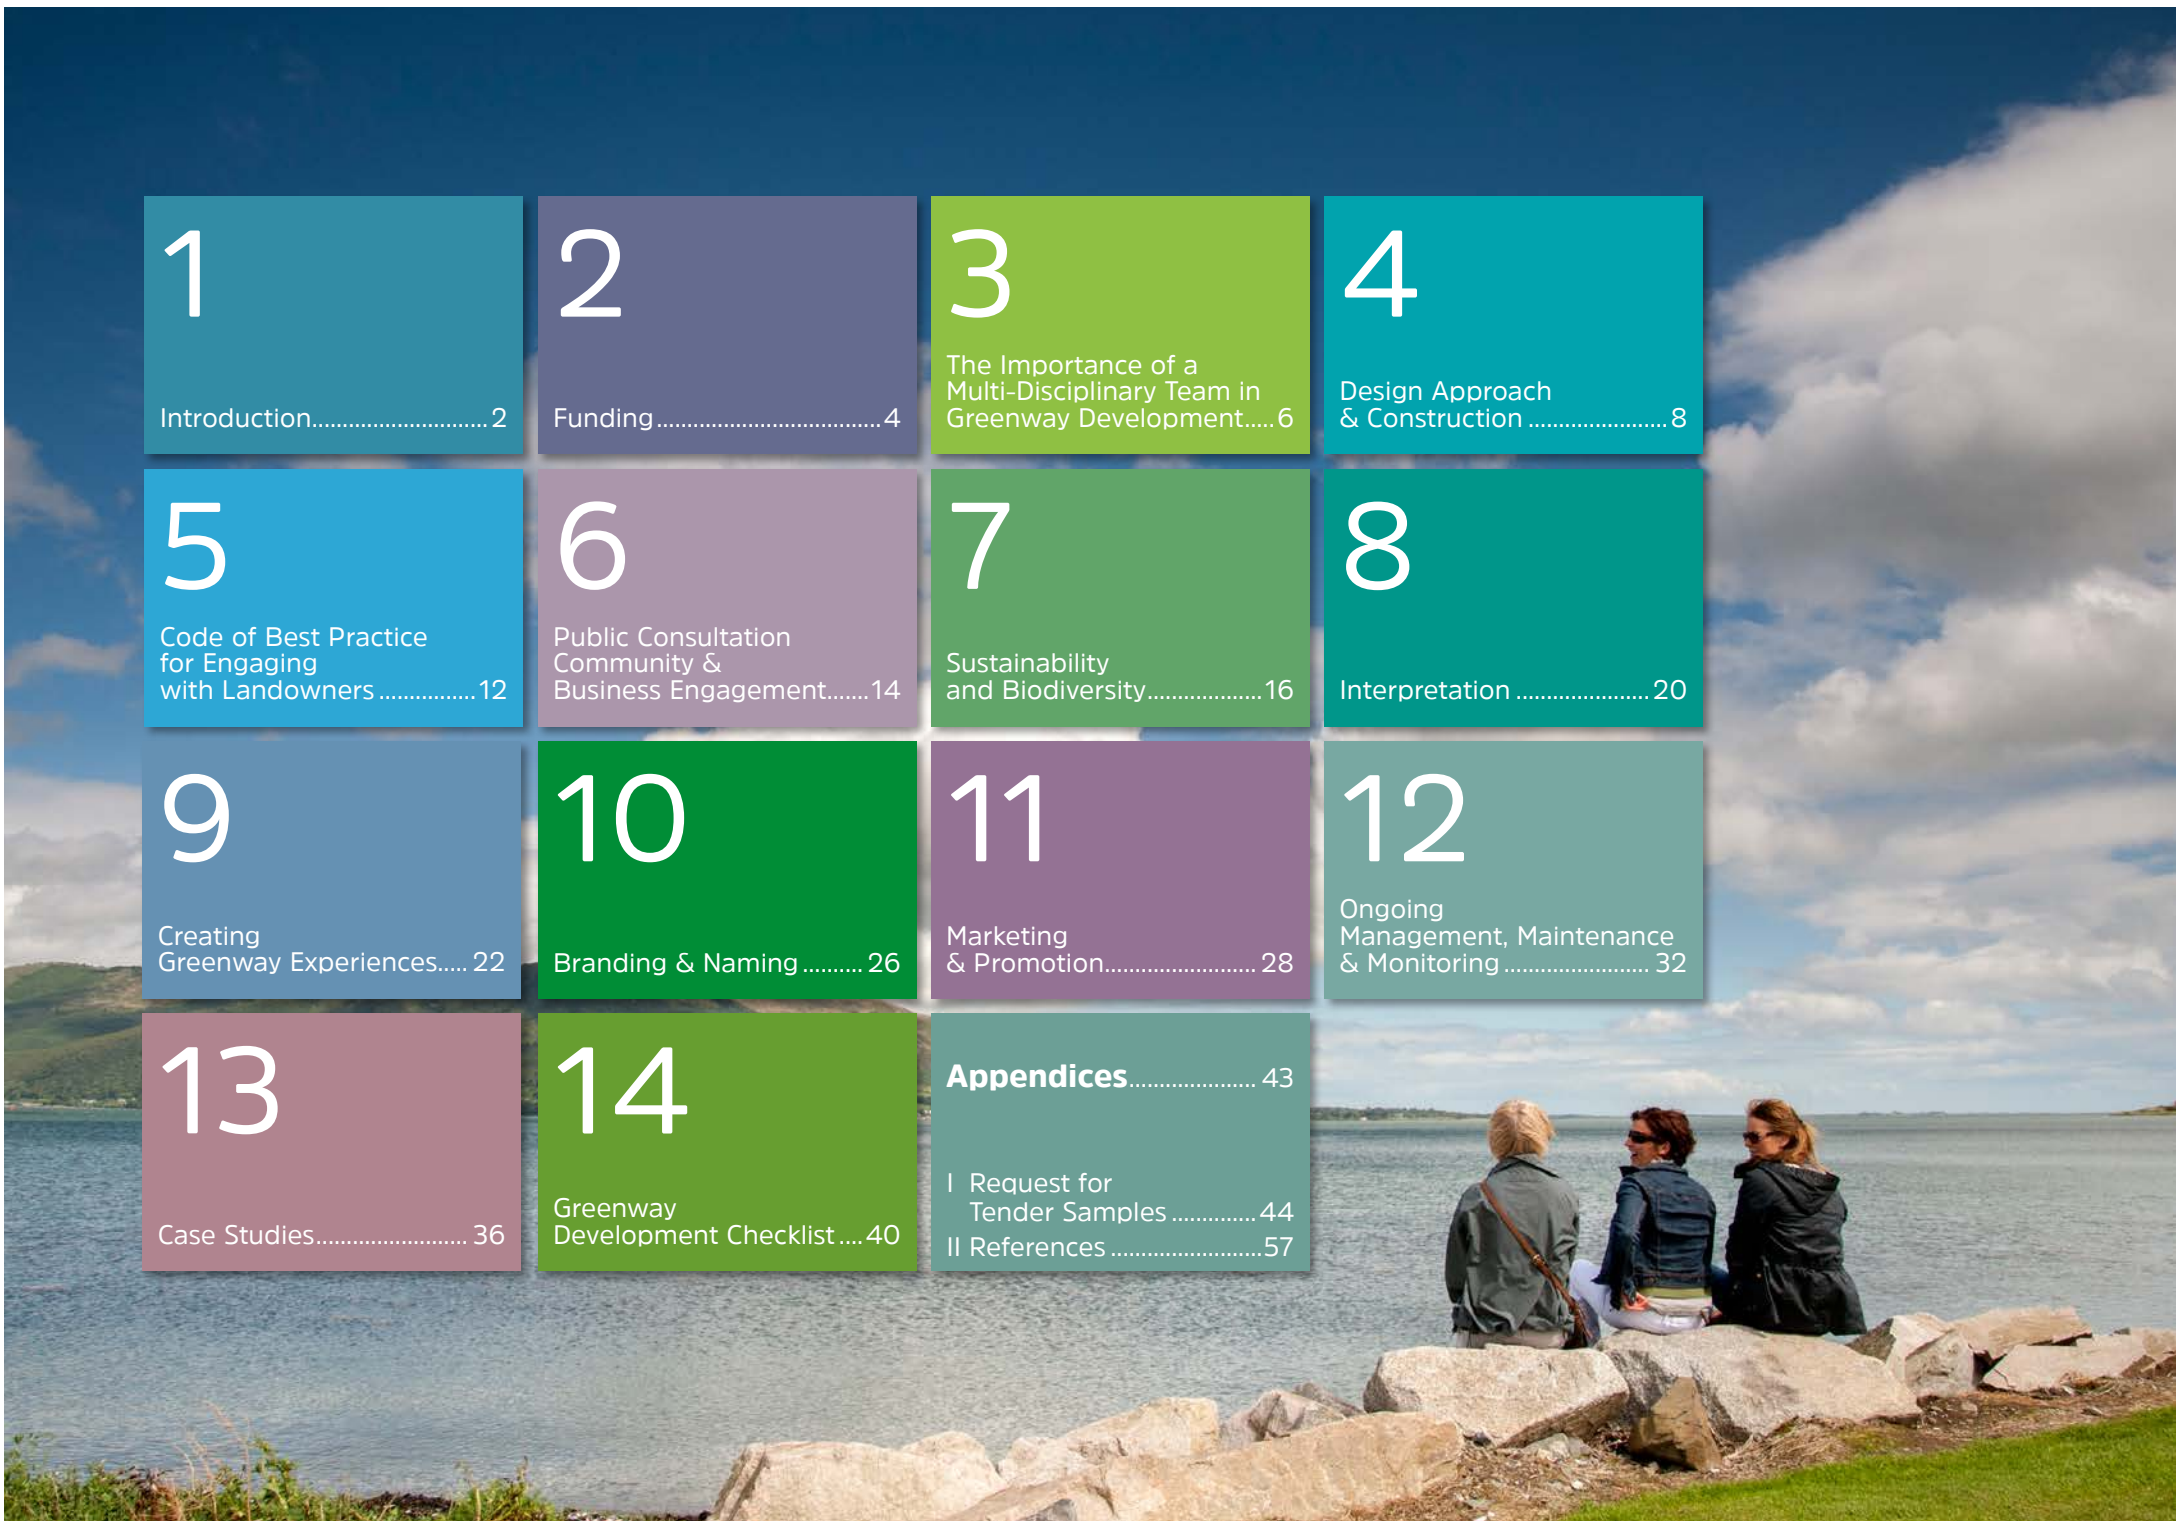 1
Introduction............................. 2
2
Funding..................................... 4
3
The Importance of a
Multi-Disciplinary Team in
Greenway Development..... 6
4
Design Approach
& Construction ....................... 8
5
Code of Best Practice
for Engaging
with Landowners ................ 12
6
Public Consultation
Community &
Business Engagement....... 14
7
Sustainability
and Biodiversity................... 16
8
Interpretation ...................... 20
9
Creating
Greenway Experiences..... 22
10
Branding & Naming .......... 26
11
Marketing
& Promotion......................... 28
12
Ongoing
Management, Maintenance
& Monitoring ........................ 32
13
Case Studies......................... 36
14
Greenway
Development Checklist .... 40
Appendices..................... 43
I Request for
Tender Samples .............. 44
II References ......................... 57